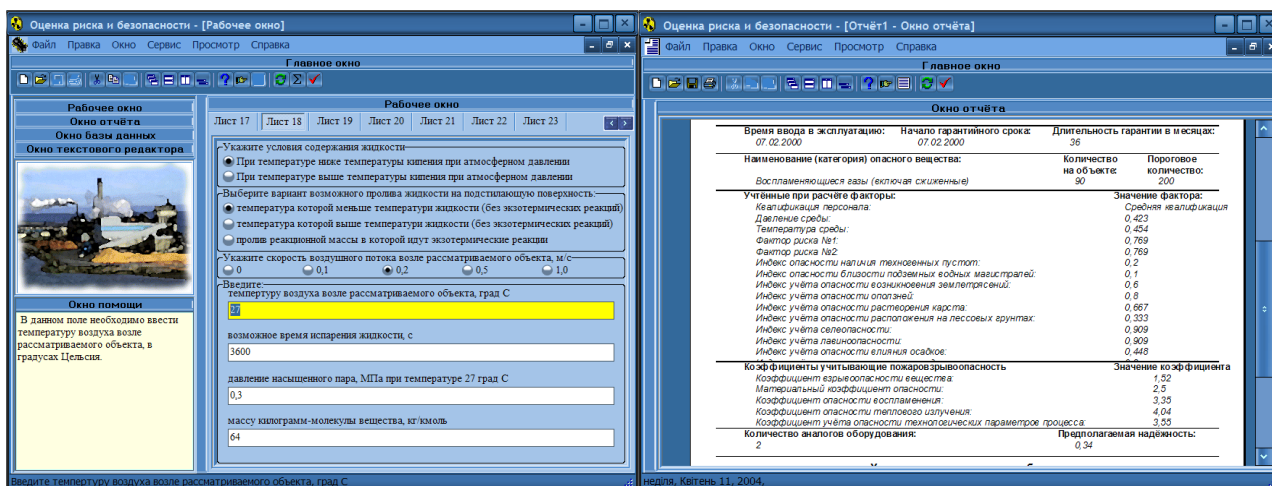 Оценка риска и безопасности - [Рабочее окно]
Файл Правка Окно Сервис Просмотр Справка
Главное окно
Рабочее окно
Окно отчёта
Окно базы данных
Окно текстового редактора
Окно помощи
В данном поле необходимо ввести
температуру воздуха возле
рассматриваемого объекта, в
градусах Цельсия.
Рабочее окно
Лист 17 Лист 18 Лист 19 Лист 20 Лист 21 Лист 22 Лист 23
Укажите условия содержания жидкости
При температуре ниже температуры кипения при атмосферном давлении
При температуре выше температуры кипения при атмосферном давлении
Выберите вариант возможного пролива жидкости на подстилающую поверхность:
температура которой меньше температури жидкости (без экзотермических реакций)
температура которой выше температури жидкости (без экзотермических реакций)
пролив реакционной массы в которой идут экзотермические реакции
Укажите скорость воздушного потока возле рассматриваемого объекта, м/с
0 0,1 0,2 0,5 1,0
Введите:
темпертуру воздуха возле рассматриваемого объекта, град С
27
возможное время испарения жидкости, с
3600
давление насыщенного пара, МПа при температуре 27 град С
0,3
массу килограмм-молекулы вещества, кг/кмоль
64
Введите темпертуру воздуха возле рассматриваемого объекта, град С
Оценка риска и безопасности - [Отчёт1 - Окно отчёта]
Файл Правка Окно Сервис Просмотр Справка
Главное окно
Окно отчёта
Время ввода в эксплуатацию: Начало гарантийного срока: Длительность гарантии в месяцах:
07.02.2000 07.02.2000 36
Наименование (категория) опасного вещества: Количество на объекте: Пороговое количество:
Воспламеняющиеся газы (включая сжиженные) 90 200
Учтённые при расчёте факторы: Значение фактора:
Квалификация персонала: Средняя квалификация
Давление среды: 0,423
Температура среды: 0,454
Фактор риска №1: 0,769
Фактор риска №2: 0,769
Индекс опасности наличия техногенных пустот: 0,2
Индекс опасности близости подземных водных магистралей: 0,1
Индекс учёта опасности возникновения землетрясений: 0,6
Индекс учёта опасности оползней: 0,8
Индекс учёта опасности растворения карста: 0,667
Индекс учёта опасности расположения на лессовых грунтах: 0,333
Индекс учёта селеопасности: 0,909
Индекс учёта лавиноопасности: 0,909
Индекс учёта опасности влияния осадков: 0,448
Коэффициенты учитывающие пожаровзрывоопасность Значение коэффициента
Коэффициент взрывоопасности вещества: 1,52
Материальный коэффициент опасности: 2,5
Коэффициент опасности воспламенения: 3,35
Коэффициент опасности теплового излучения: 4,04
Коэффициент учёта опасности технологических параметров процесса: 3,55
Количество аналогов оборудования: Предполагаемая надёжность:
2 0,34
неділя, Квітень 11, 2004,